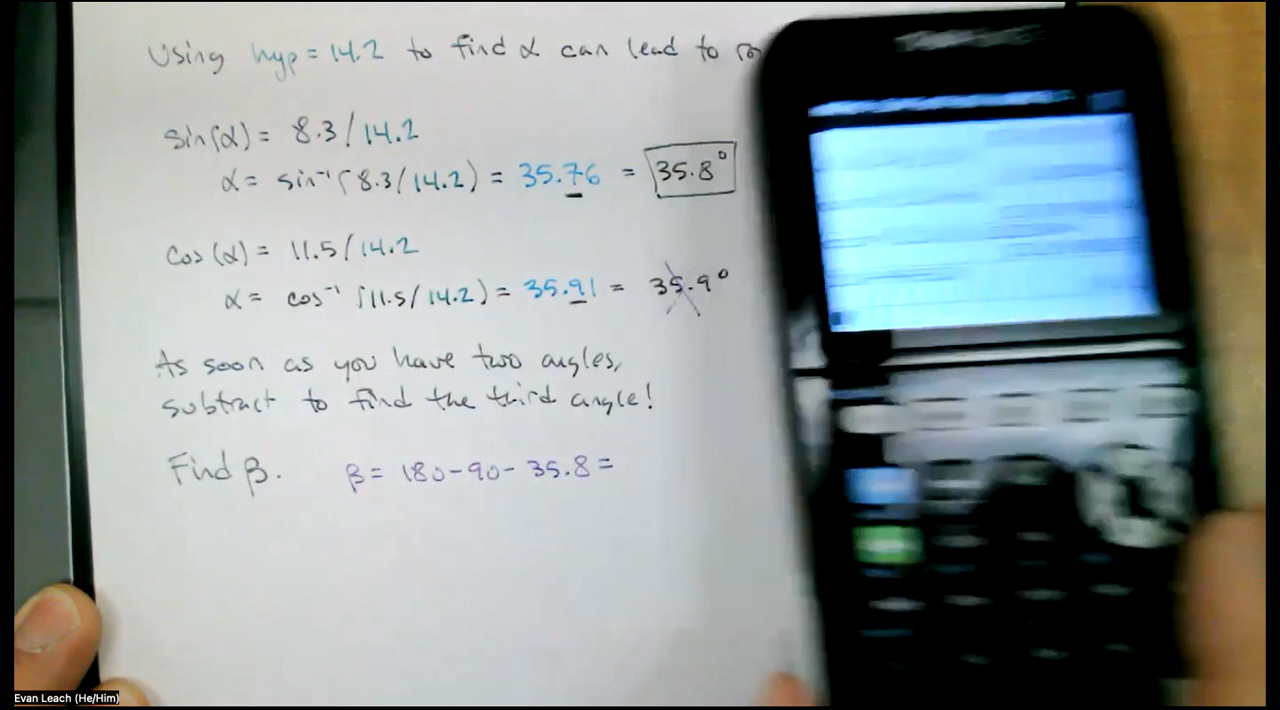 Using hyp = 14.2 to find α can lead to
sin(α) = 8.3/14.2
α = sin⁻¹(8.3/14.2) = 35.76 = 35.8°
cos(α) = 11.5/14.2
α = cos⁻¹(11.5/14.2) = 35.91 = 35.9°
As soon as you have two angles,
subtract to find the third angle!
Find β. β = 180-90-35.8 =
Evan Leach (He/Him)